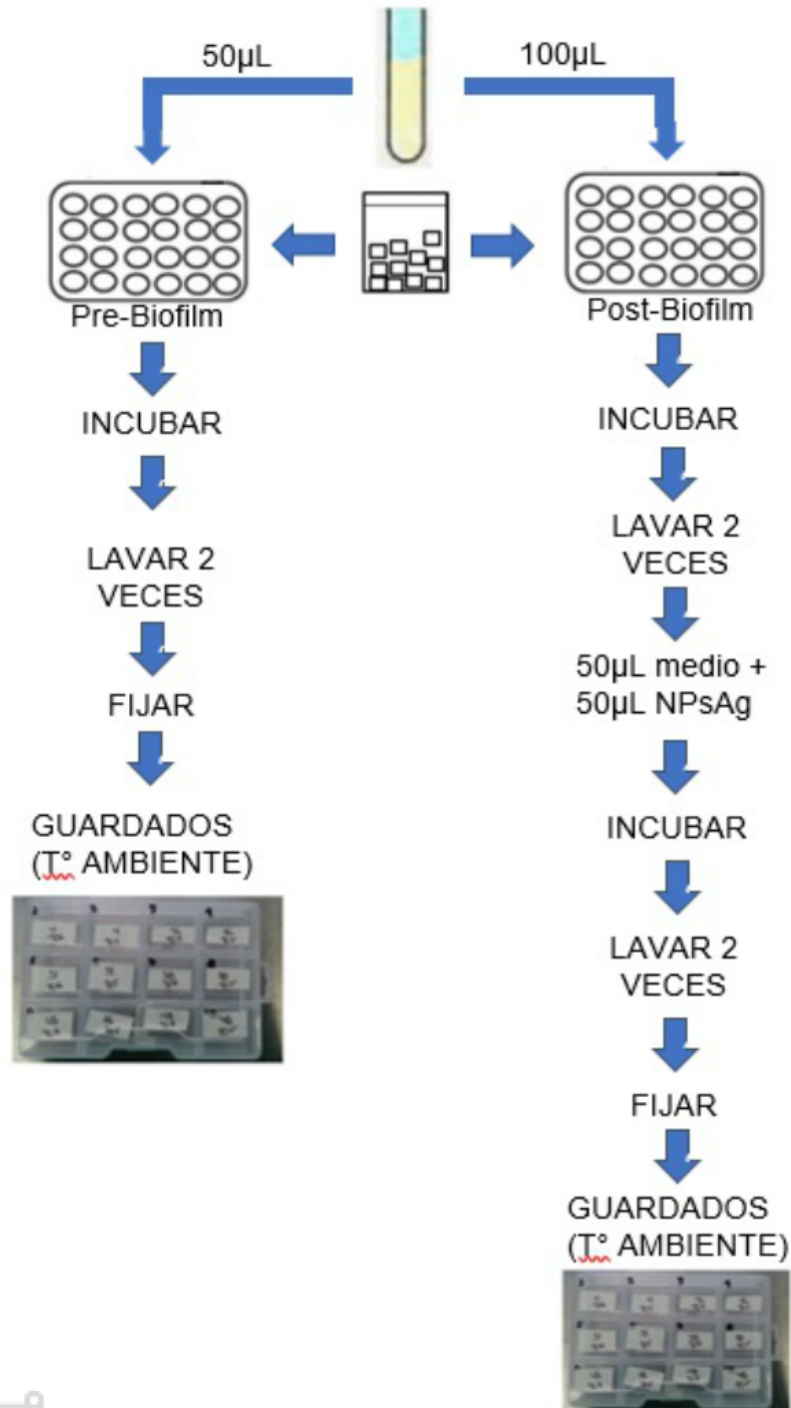 50µL
100µL
Pre-Biofilm
INCUBAR
LAVAR 2
VECES
FIJAR
GUARDADOS
(T° AMBIENTE)
Post-Biofilm
INCUBAR
LAVAR 2
VECES
50µL medio +
50µL NPsAg
INCUBAR
LAVAR 2
VECES
FIJAR
GUARDADOS
(T° AMBIENTE)